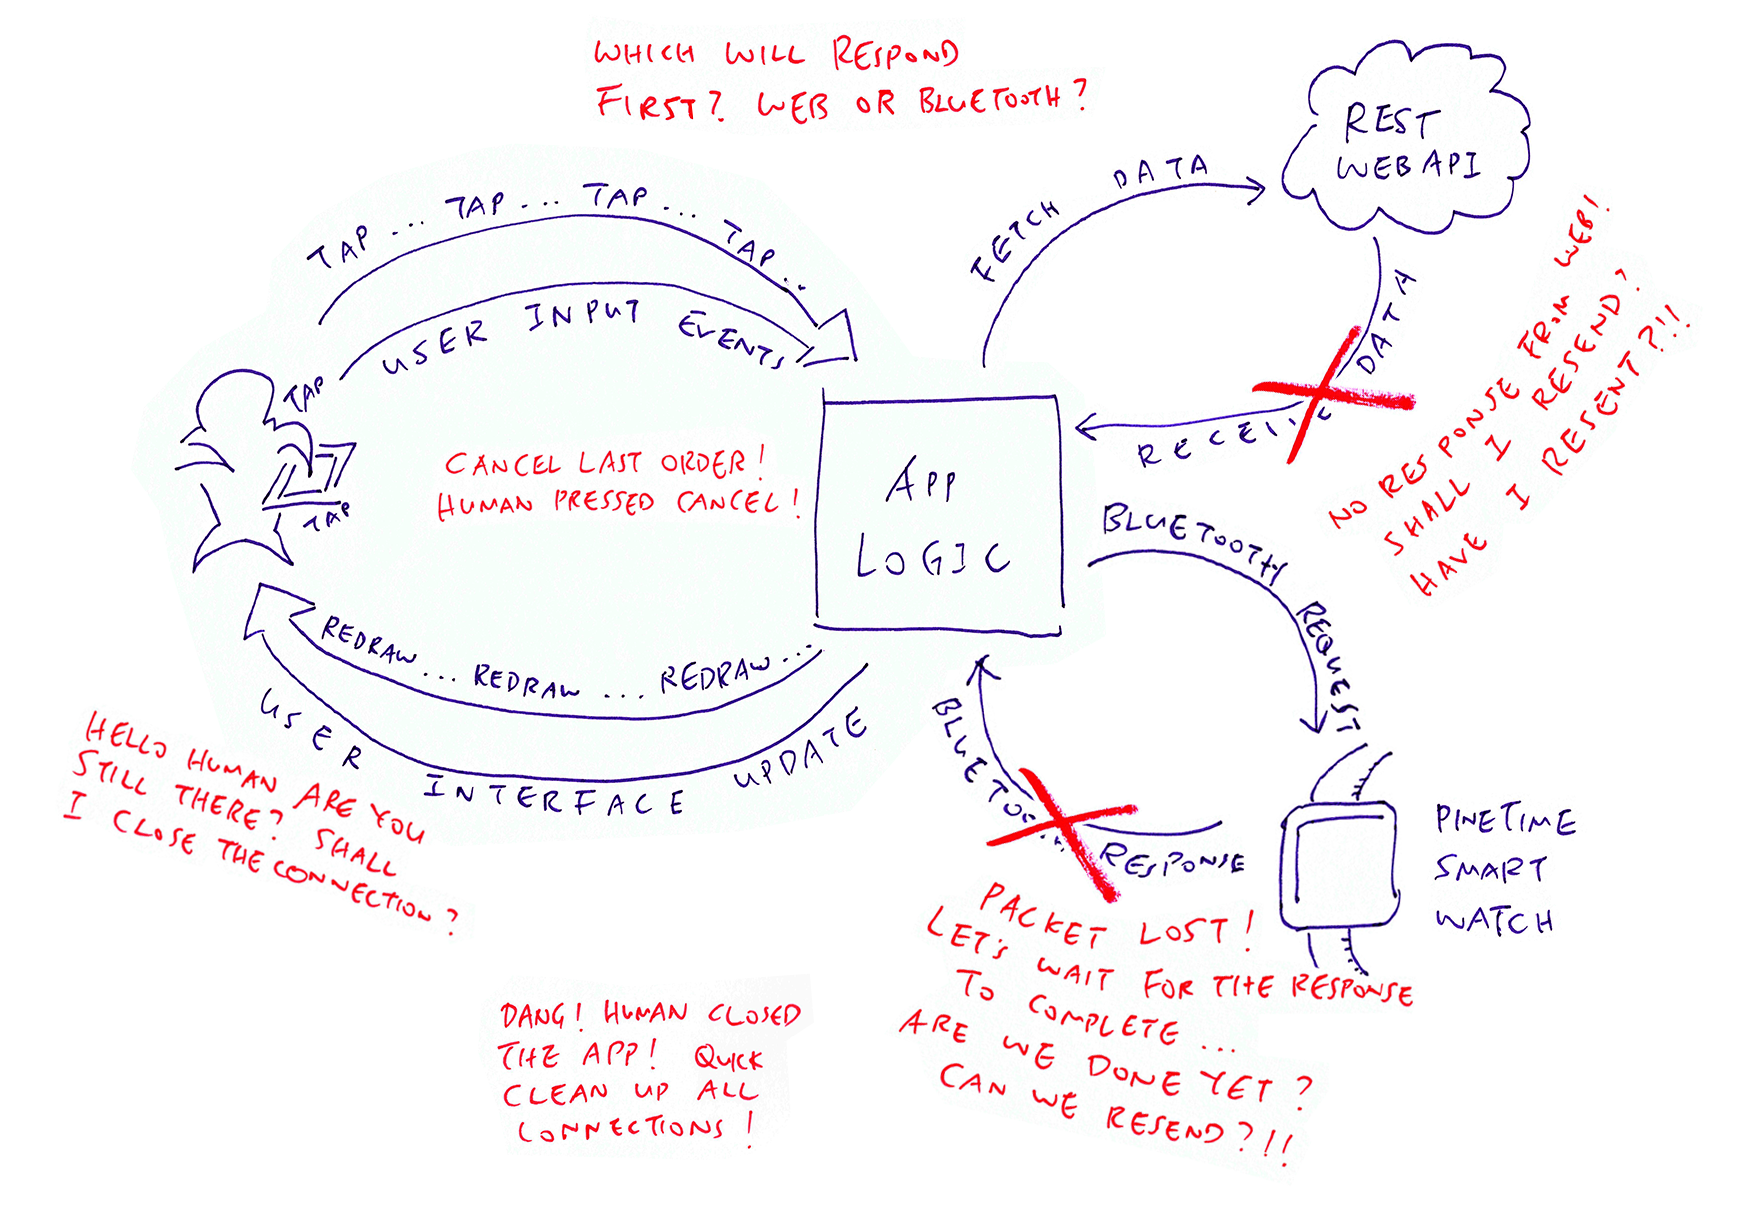 WHICH WILL RESPOND
FIRST? WEB OR BLUETOOTH?
REST
WEB API
FETCH DATA
TAP ... TAP ... TAP ... TAP ...
USER INPUT EVENTS
TAP
TAP
DATA
NO RESPONSE FROM WEB!
SHALL I RESEND?
HAVE I RESENT?!!
CANCEL LAST ORDER!
HUMAN PRESSED CANCEL!
APP
LOGIC
BLUETOOTH REQUEST
REDRAW ... REDRAW ... REDRAW ...
USER INTERFACE UPDATE
HELLO HUMAN ARE YOU
STILL THERE? SHALL
I CLOSE THE CONNECTION?
RESPONSE
PINETIME
SMART
WATCH
PACKET LOST!
LET'S WAIT FOR THE RESPONSE
TO COMPLETE ...
ARE WE DONE YET?
CAN WE RESEND?!!
DANG! HUMAN CLOSED
THE APP! QUICK
CLEAN UP ALL
CONNECTIONS!